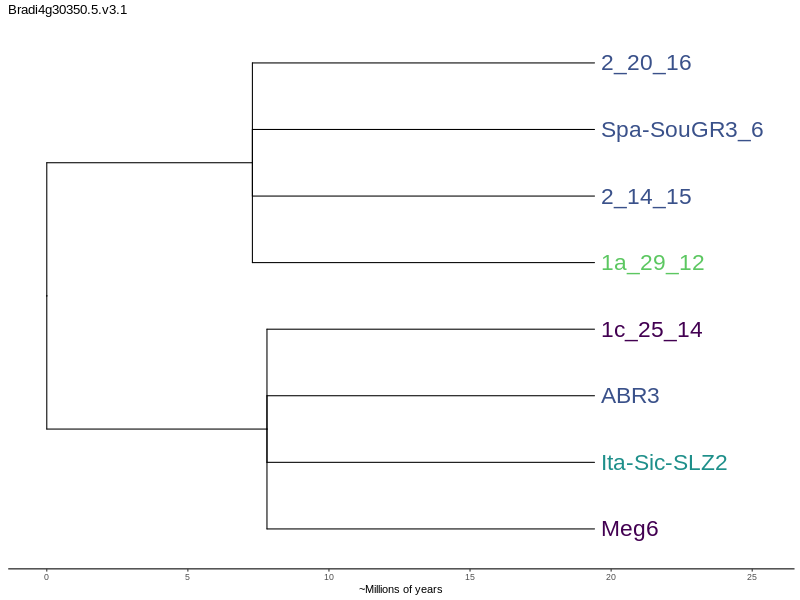 Bradi4g30350.5.v3.1
2_20_16
Spa-SouGR3_6
2_14_15
1a_29_12
1c_25_14
ABR3
Ita-Sic-SLZ2
Meg6
0 5 10 15 20 25
~Millions of years